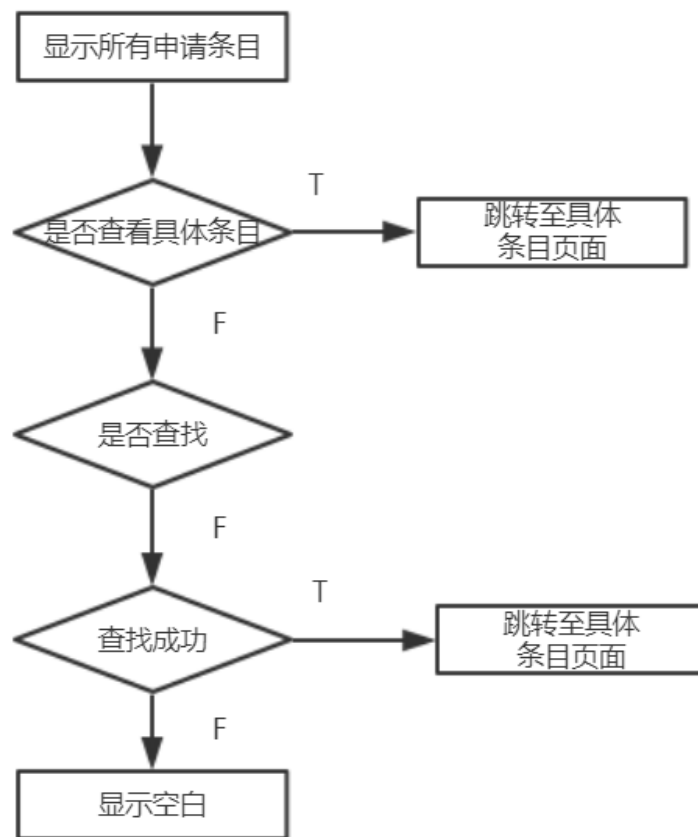 显示所有申请条目
T
是否查看具体条目
跳转至具体
条目页面
F
是否查找
F
T
查找成功
跳转至具体
条目页面
F
显示空白